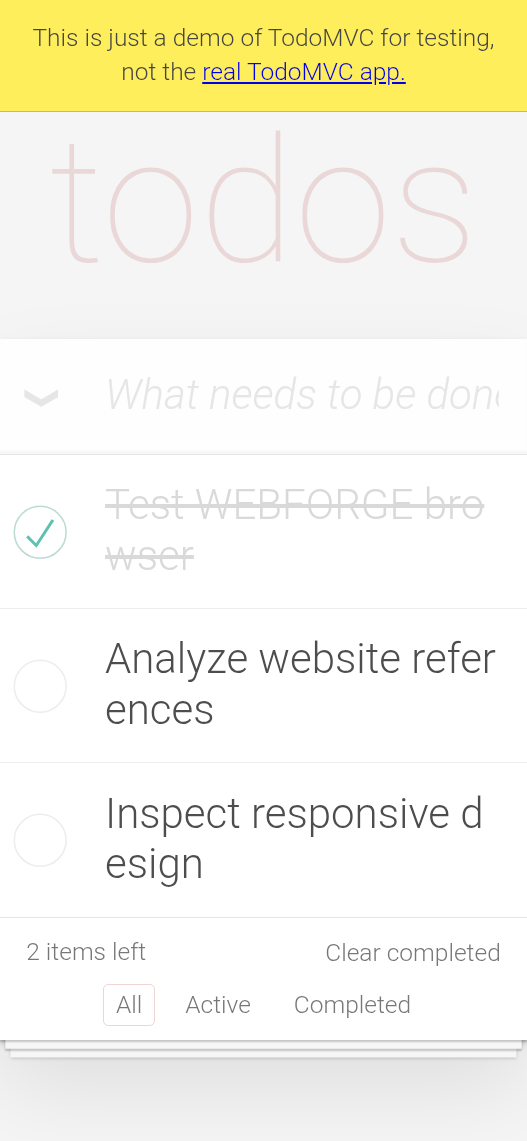 This is just a demo of TodoMVC for testing,
not the real TodoMVC app.
todos
What needs to be done
Test WEBFORGE bro
wser
Analyze website refer
ences
Inspect responsive d
esign
2 items left
Clear completed
All
Active
Completed